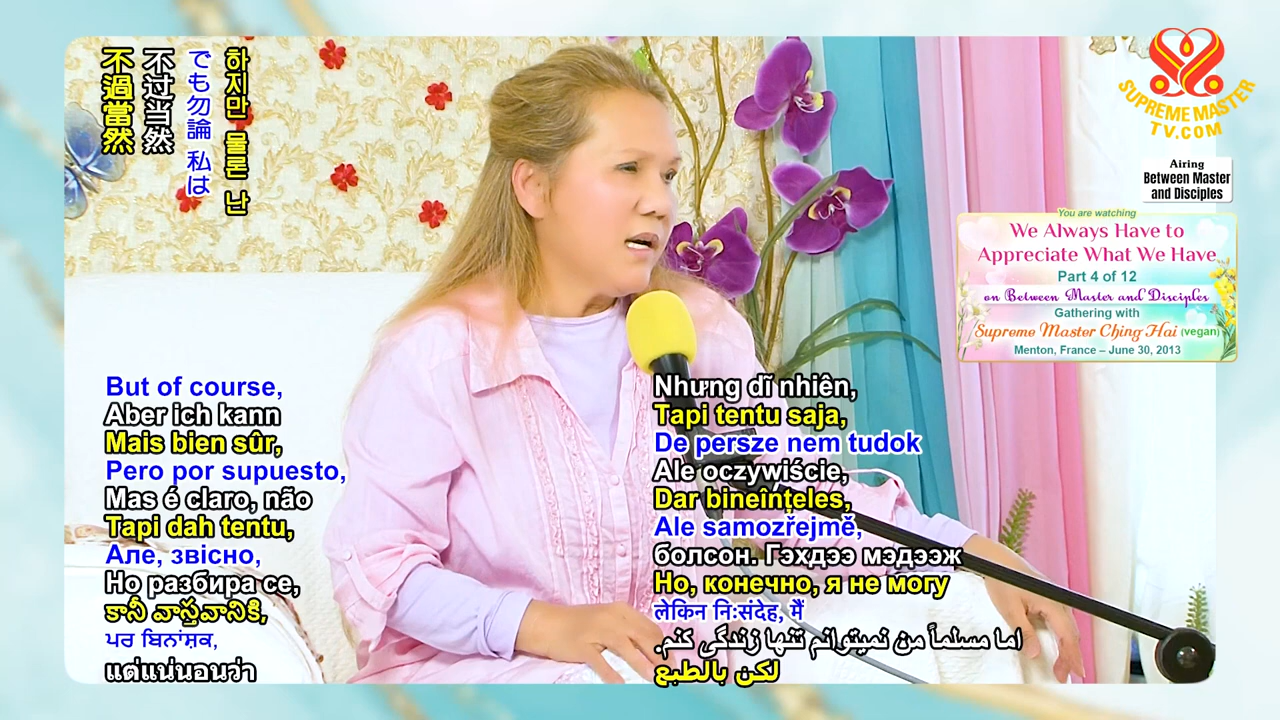 不過當然
不过当然
でも勿論 私は
하지만 물론 난
SUPREME MASTER
TV.COM
Airing
Between Master
and Disciples
You are watching
We Always Have to
Appreciate What We Have
Part 4 of 12
on Between Master and Disciples
Gathering with
Supreme Master Ching Hai (vegan)
Menton, France – June 30, 2013
But of course,
Aber ich kann
Mais bien sûr,
Pero por supuesto,
Mas é claro, não
Tapi dah tentu,
Але, звісно,
Но разбира се,
కానీ వాస్తవానికి,
ਪਰ ਬਿਨਾਂਸ਼ਕ,
แต่แน่นอนว่า
Nhưng dĩ nhiên,
Tapi tentu saja,
De persze nem tudok
Ale oczywiście,
Dar bineînțeles,
Ale samozřejmě,
болсон. Гэхдээ мэдээж
Но, конечно, я не могу
लेकिन निःसंदेह, मैं
اما مسلماً من نمیتوانم تنها زندگی کنم.
لكن بالطبع